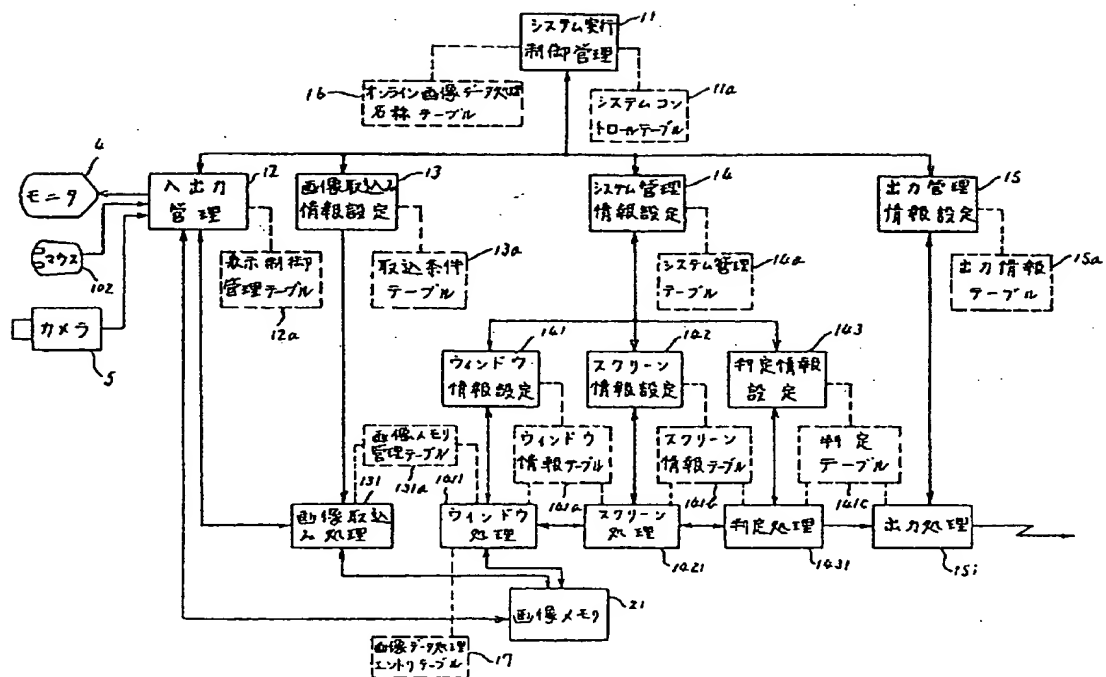 11
システム実行
制御管理
16
オンライン画像データ処理
名称テーブル
11a
システムコン
トロールテーブル
4
モニタ
12
入出力
管理
13
画像取込み
情報設定
14
システム管理
情報設定
15
出力管理
情報設定
マウス
102
表示制御
管理テーブル
12a
13a
取込条件
テーブル
14a
システム管理
テーブル
15a
出力情報
テーブル
カメラ
5
141
ウィンドウ
情報設定
142
スクリーン
情報設定
143
判定情報
設定
画像メモリ
管理テーブル
131a
ウィンドウ
情報テーブル
141a
スクリーン
情報テーブル
141b
判定
テーブル
141c
131
画像取込
み処理
1411
ウィンドウ
処理
スクリーン
処理
1421
判定処理
1431
出力処理
151
画像メモリ
21
画像データ処理
エントリテーブル
17